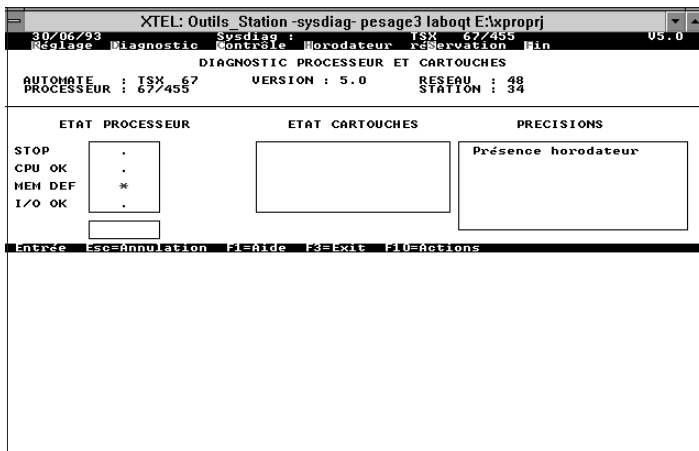 XTEL: Outils_Station -sysdiag- pesage3 laboqt E:\xproprj
30/06/93 Sysdiag : TSX 67/455 V5.0
Réglage Diagnostic Contrôle Horodateur réServation Fin
DIAGNOSTIC PROCESSEUR ET CARTOUCHES
AUTOMATE : TSX 67 VERSION : 5.0 RESEAU : 48
PROCESSEUR : 67/455 STATION : 34
ETAT PROCESSEUR ETAT CARTOUCHES PRECISIONS
STOP . Présence horodateur
CPU OK .
MEM DEF *
I/O OK .
Entrée Esc=Annulation F1=Aide F3=Exit F10=Actions